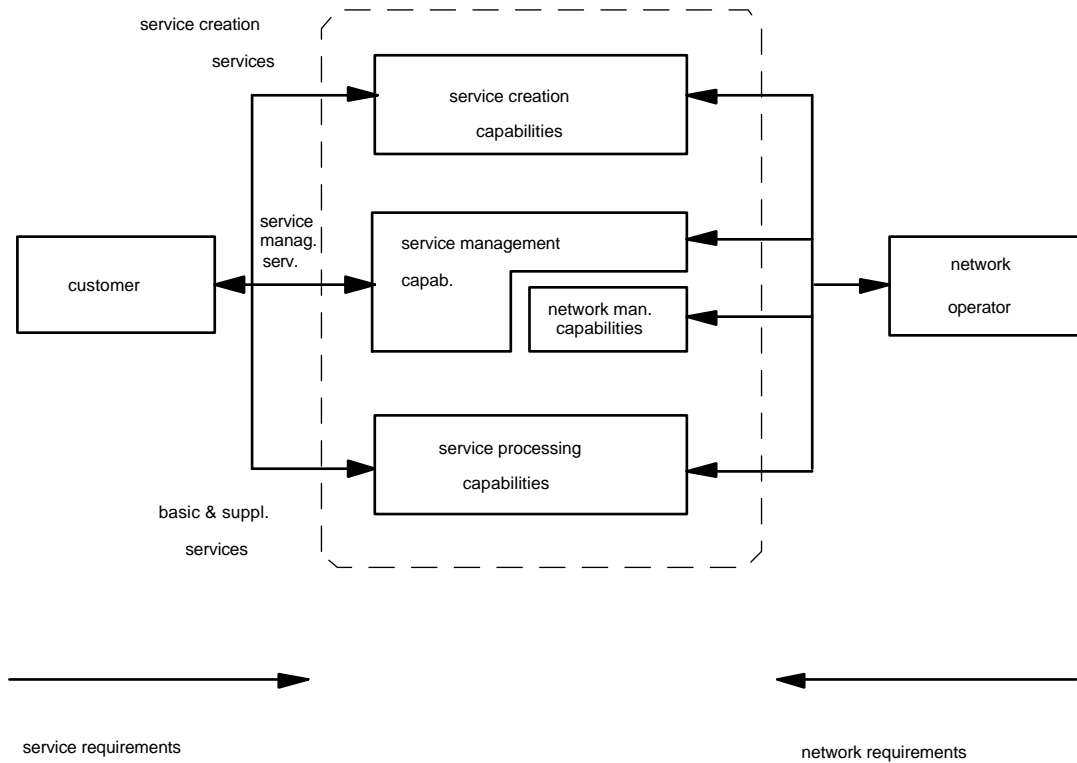 service creation
services
service creation
capabilities
service
manag.
serv.
service management
capab.
network man.
capabilities
customer
network
operator
service processing
capabilities
basic & suppl.
services
service requirements
network requirements